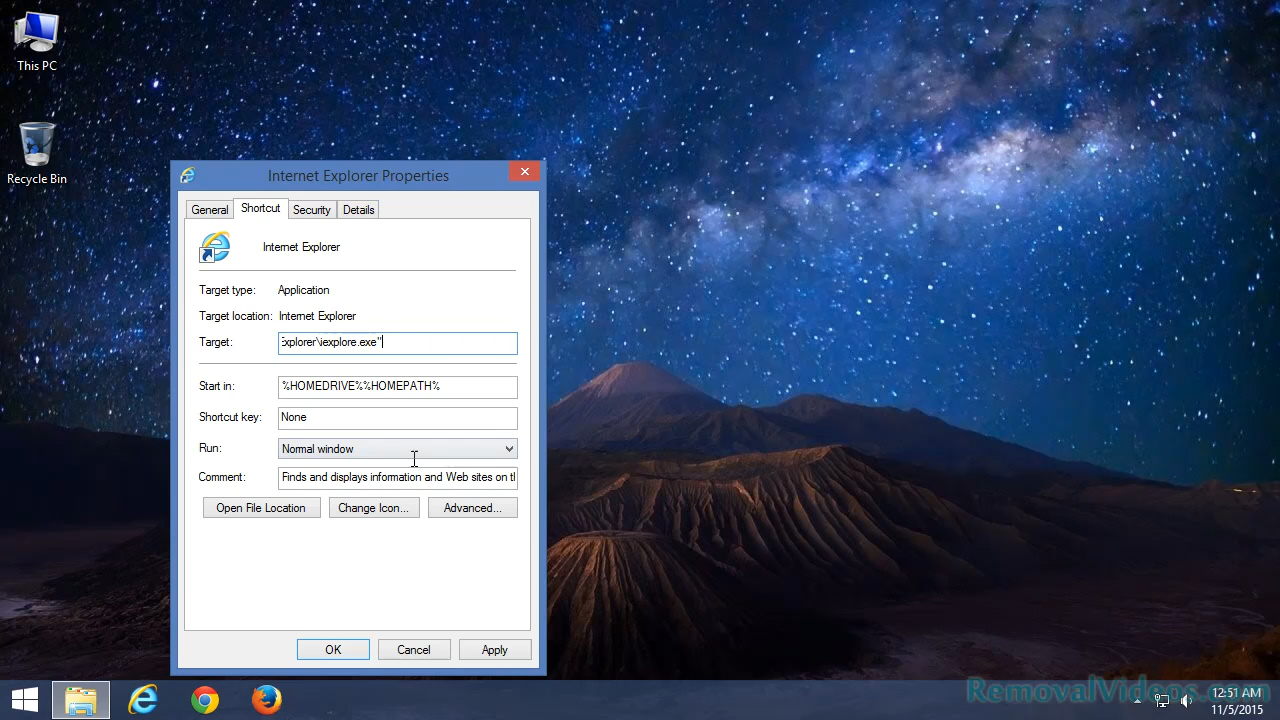 This PC
Recycle Bin
Internet Explorer Properties
General Shortcut Security Details
Internet Explorer
Target type: Application
Target location: Internet Explorer
Target: Explorer\iexplore.exe"
Start in: %HOMEDRIVE%%HOMEPATH%
Shortcut key: None
Run: Normal window
Comment: Finds and displays information and Web sites on tl
Open File Location Change Icon... Advanced...
OK Cancel Apply
RemovalVideos.com
12:51 AM
11/5/2015